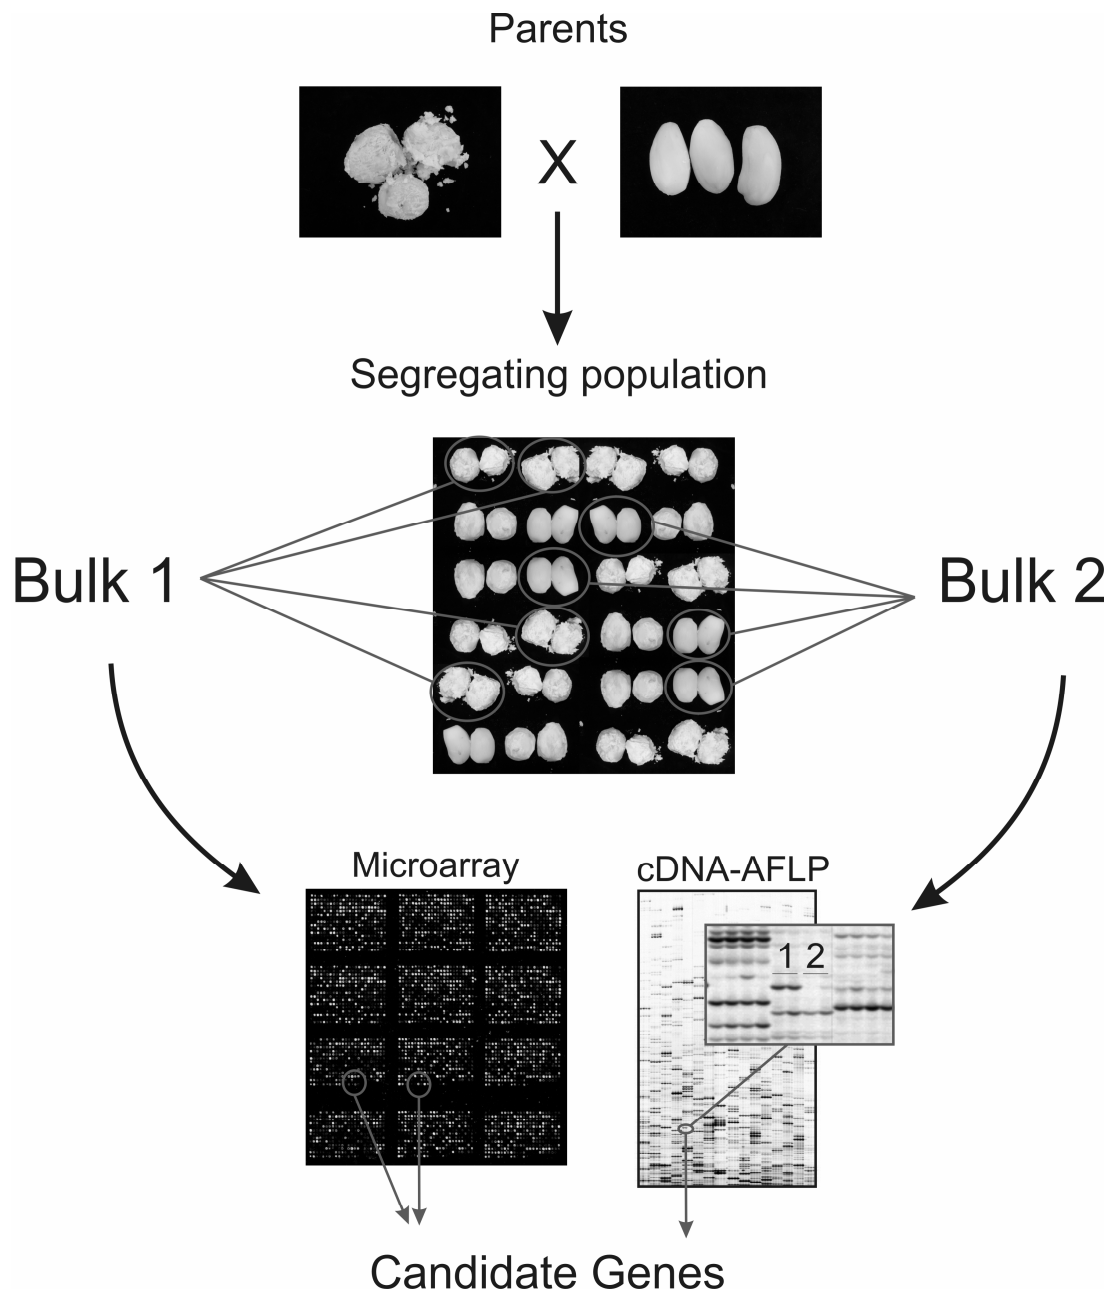 Parents
X
Segregating population
Bulk 1
Bulk 2
Microarray
cDNA-AFLP
1 2
Candidate Genes